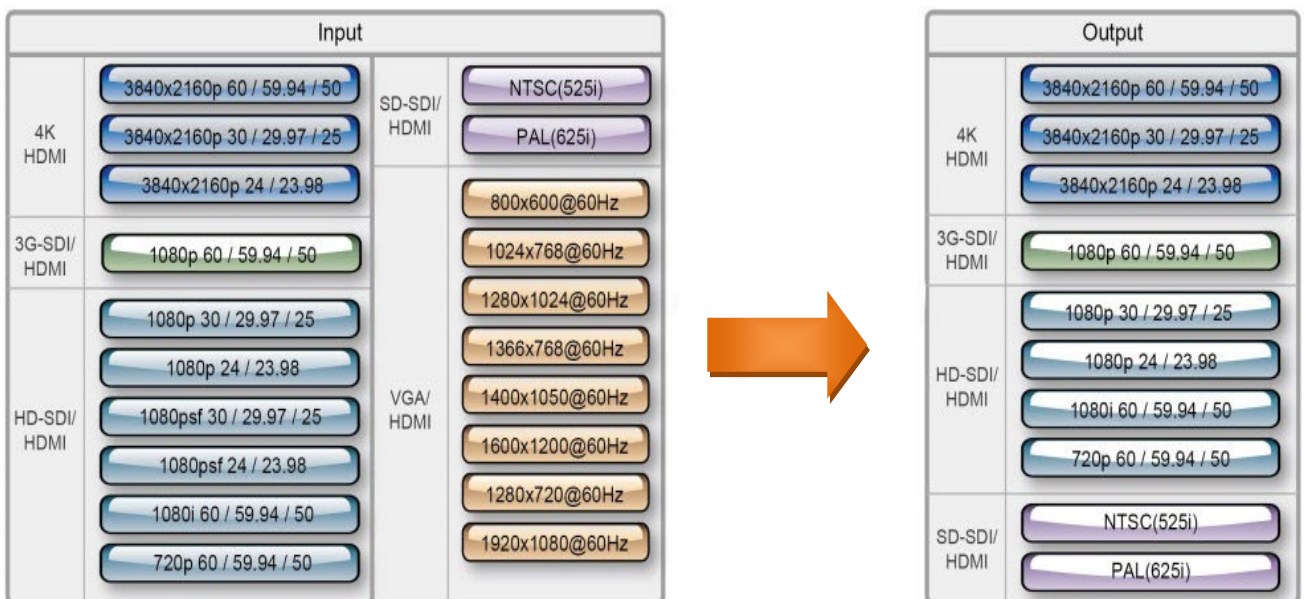 Input
4K
HDMI
3840x2160p 60 / 59.94 / 50
3840x2160p 30 / 29.97 / 25
3840x2160p 24 / 23.98
3G-SDI/
HDMI
1080p 60 / 59.94 / 50
HD-SDI/
HDMI
1080p 30 / 29.97 / 25
1080p 24 / 23.98
1080psf 30 / 29.97 / 25
1080psf 24 / 23.98
1080i 60 / 59.94 / 50
720p 60 / 59.94 / 50
SD-SDI/
HDMI
NTSC(525i)
PAL(625i)
VGA/
HDMI
800x600@60Hz
1024x768@60Hz
1280x1024@60Hz
1366x768@60Hz
1400x1050@60Hz
1600x1200@60Hz
1280x720@60Hz
1920x1080@60Hz
Output
4K
HDMI
3840x2160p 60 / 59.94 / 50
3840x2160p 30 / 29.97 / 25
3840x2160p 24 / 23.98
3G-SDI/
HDMI
1080p 60 / 59.94 / 50
HD-SDI/
HDMI
1080p 30 / 29.97 / 25
1080p 24 / 23.98
1080i 60 / 59.94 / 50
720p 60 / 59.94 / 50
SD-SDI/
HDMI
NTSC(525i)
PAL(625i)